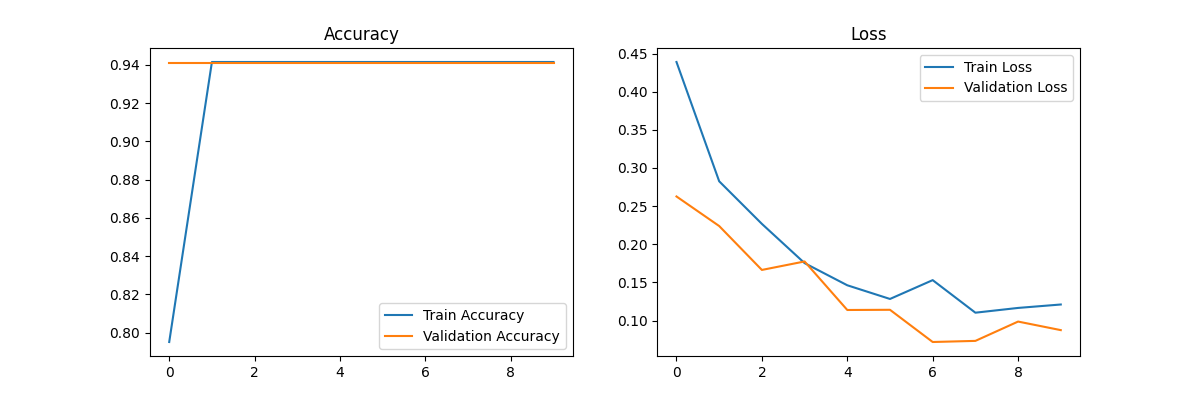 Accuracy
0.94
0.92
0.90
0.88
0.86
0.84
0.82
0.80
0 2 4 6 8
Train Accuracy
Validation Accuracy
Loss
0.45
0.40
0.35
0.30
0.25
0.20
0.15
0.10
0 2 4 6 8
Train Loss
Validation Loss